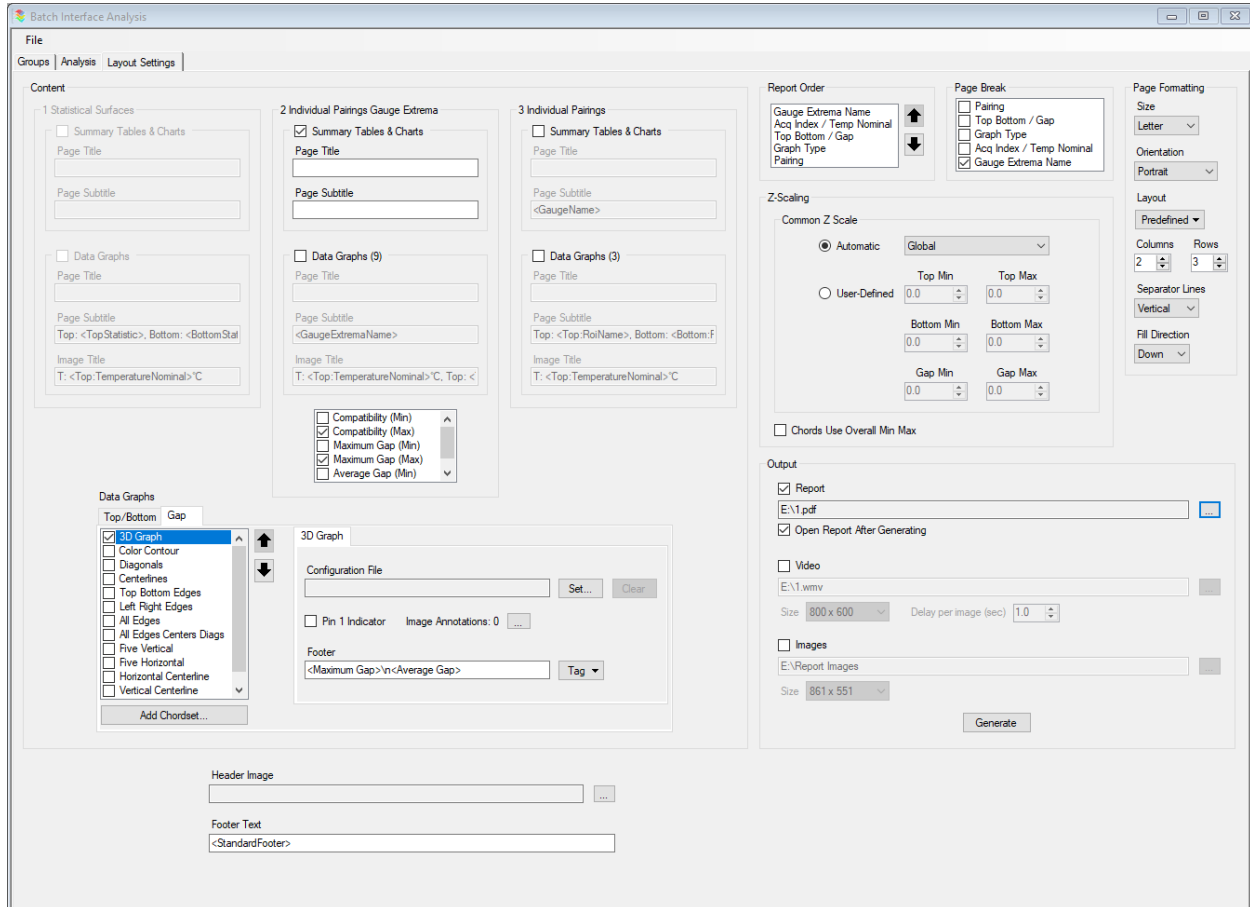 Batch Interface Analysis
File
Groups
Analysis
Layout Settings
Content
1 Statistical Surfaces
Summary Tables & Charts
Page Title
Page Subtitle
Data Graphs
Page Title
Page Subtitle
Top: <TopStatistic>, Bottom: <BottomStat
Image Title
T: <Top:TemperatureNominal>°C
2 Individual Pairings Gauge Extrema
Summary Tables & Charts
Page Title
Page Subtitle
Data Graphs (9)
Page Title
Page Subtitle
<GaugeExtremaName>
Image Title
T: <Top:TemperatureNominal>°C, Top: <
Compatibility (Min)
Compatibility (Max)
Maximum Gap (Min)
Maximum Gap (Max)
Average Gap (Min)
3 Individual Pairings
Summary Tables & Charts
Page Title
Page Subtitle
<GaugeName>
Data Graphs (3)
Page Title
Page Subtitle
Top: <Top:RoiName>, Bottom: <Bottom:F
Image Title
T: <Top:TemperatureNominal>°C
Data Graphs
Top/Bottom
Gap
3D Graph
Color Contour
Diagonals
Centerlines
Top Bottom Edges
Left Right Edges
All Edges
All Edges Centers Diags
Five Vertical
Five Horizontal
Horizontal Centerline
Vertical Centerline
Add Chordset...
3D Graph
Configuration File
Set...
Clear
Pin 1 Indicator
Image Annotations: 0
...
Footer
<Maximum Gap>\n<Average Gap>
Tag
Header Image
...
Footer Text
<StandardFooter>
Report Order
Gauge Extrema Name
Acq Index / Temp Nominal
Top Bottom / Gap
Graph Type
Pairing
Page Break
Pairing
Top Bottom / Gap
Graph Type
Acq Index / Temp Nominal
Gauge Extrema Name
Page Formatting
Size
Letter
Orientation
Portrait
Layout
Predefined
Columns Rows
2 3
Separator Lines
Vertical
Fill Direction
Down
Z-Scaling
Common Z Scale
Automatic
Global
Top Min Top Max
User-Defined 0.0 0.0
Bottom Min Bottom Max
0.0 0.0
Gap Min Gap Max
0.0 0.0
Chords Use Overall Min Max
Output
Report
E:\1.pdf
...
Open Report After Generating
Video
E:\1.wmv
...
Size 800 x 600 Delay per image (sec) 1.0
Images
E:\Report Images
...
Size 861 x 551
Generate